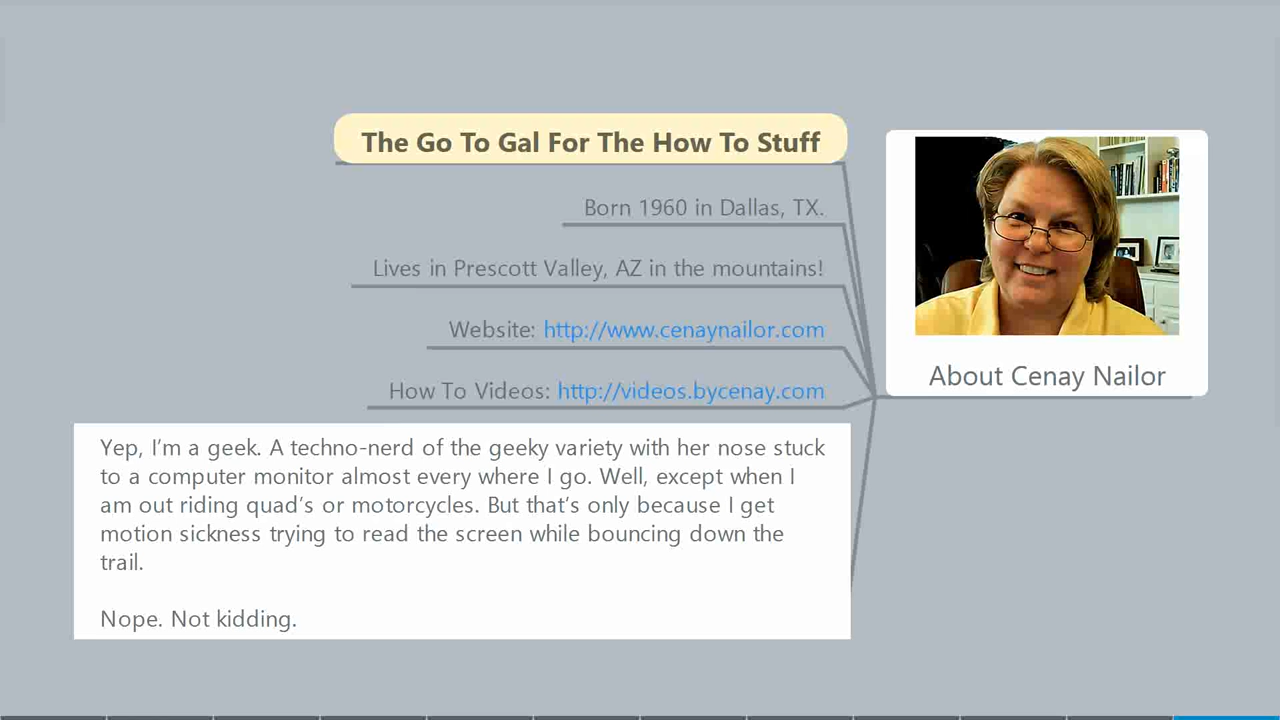 The Go To Gal For The How To Stuff
Born 1960 in Dallas, TX.
Lives in Prescott Valley, AZ in the mountains!
Website: http://www.cenaynailor.com
How To Videos: http://videos.bycenay.com
Yep, I'm a geek. A techno-nerd of the geeky variety with her nose stuck
to a computer monitor almost every where I go. Well, except when I
am out riding quad's or motorcycles. But that's only because I get
motion sickness trying to read the screen while bouncing down the
trail.
Nope. Not kidding.
About Cenay Nailor